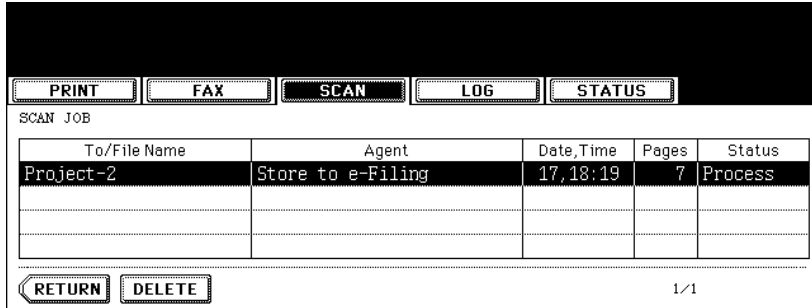 PRINT FAX SCAN LOG STATUS
SCAN JOB
To/File Name Agent Date,Time Pages Status
Project-2 Store to e-Filing 17,18:19 7 Process
RETURN DELETE 1/1